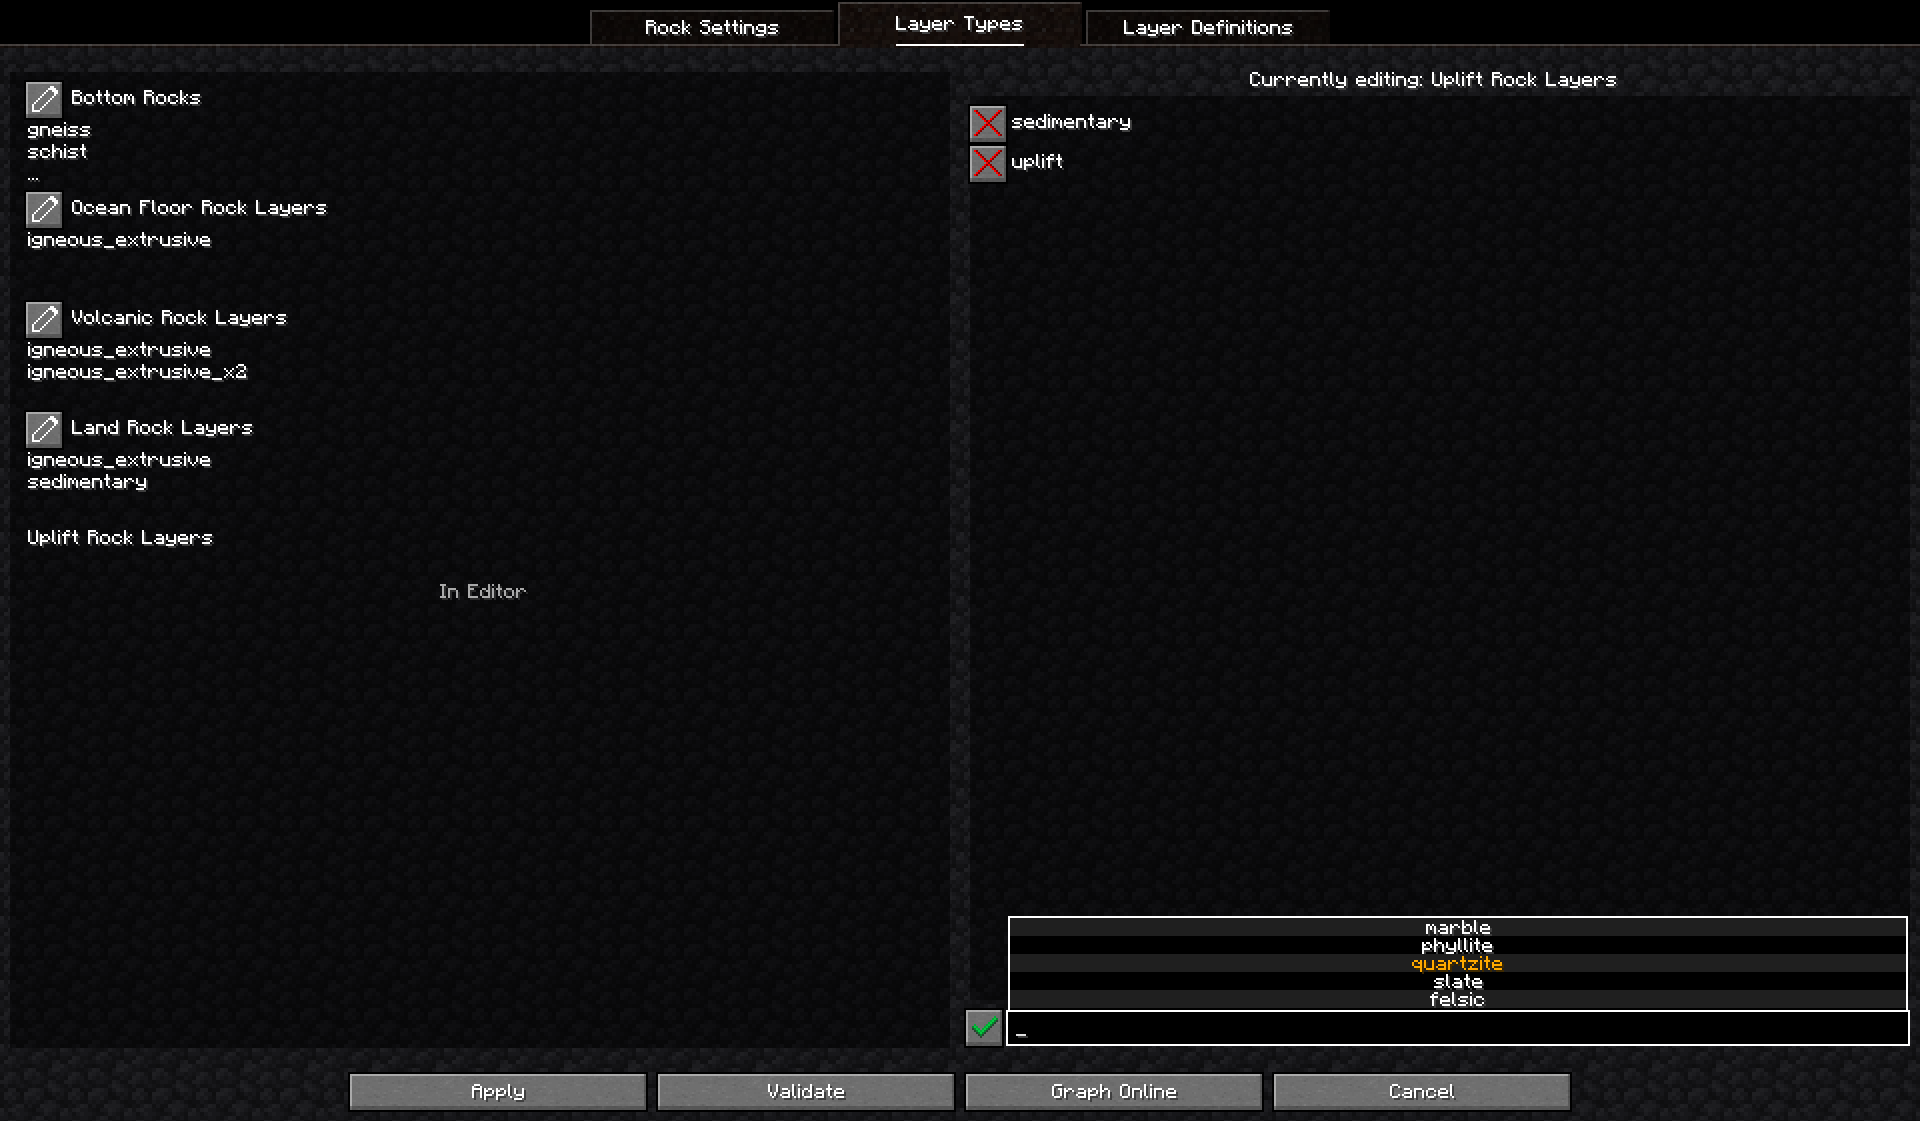 Rock Settings
Layer Types
Layer Definitions
Bottom Rocks
gneiss
schist
...
Ocean Floor Rock Layers
igneous_extrusive
Volcanic Rock Layers
igneous_extrusive
igneous_extrusive_x2
Land Rock Layers
igneous_extrusive
sedimentary
Uplift Rock Layers
In Editor
Currently editing: Uplift Rock Layers
sedimentary
uplift
marble
phyllite
quartzite
slate
felsic
_
Apply
Validate
Graph Online
Cancel